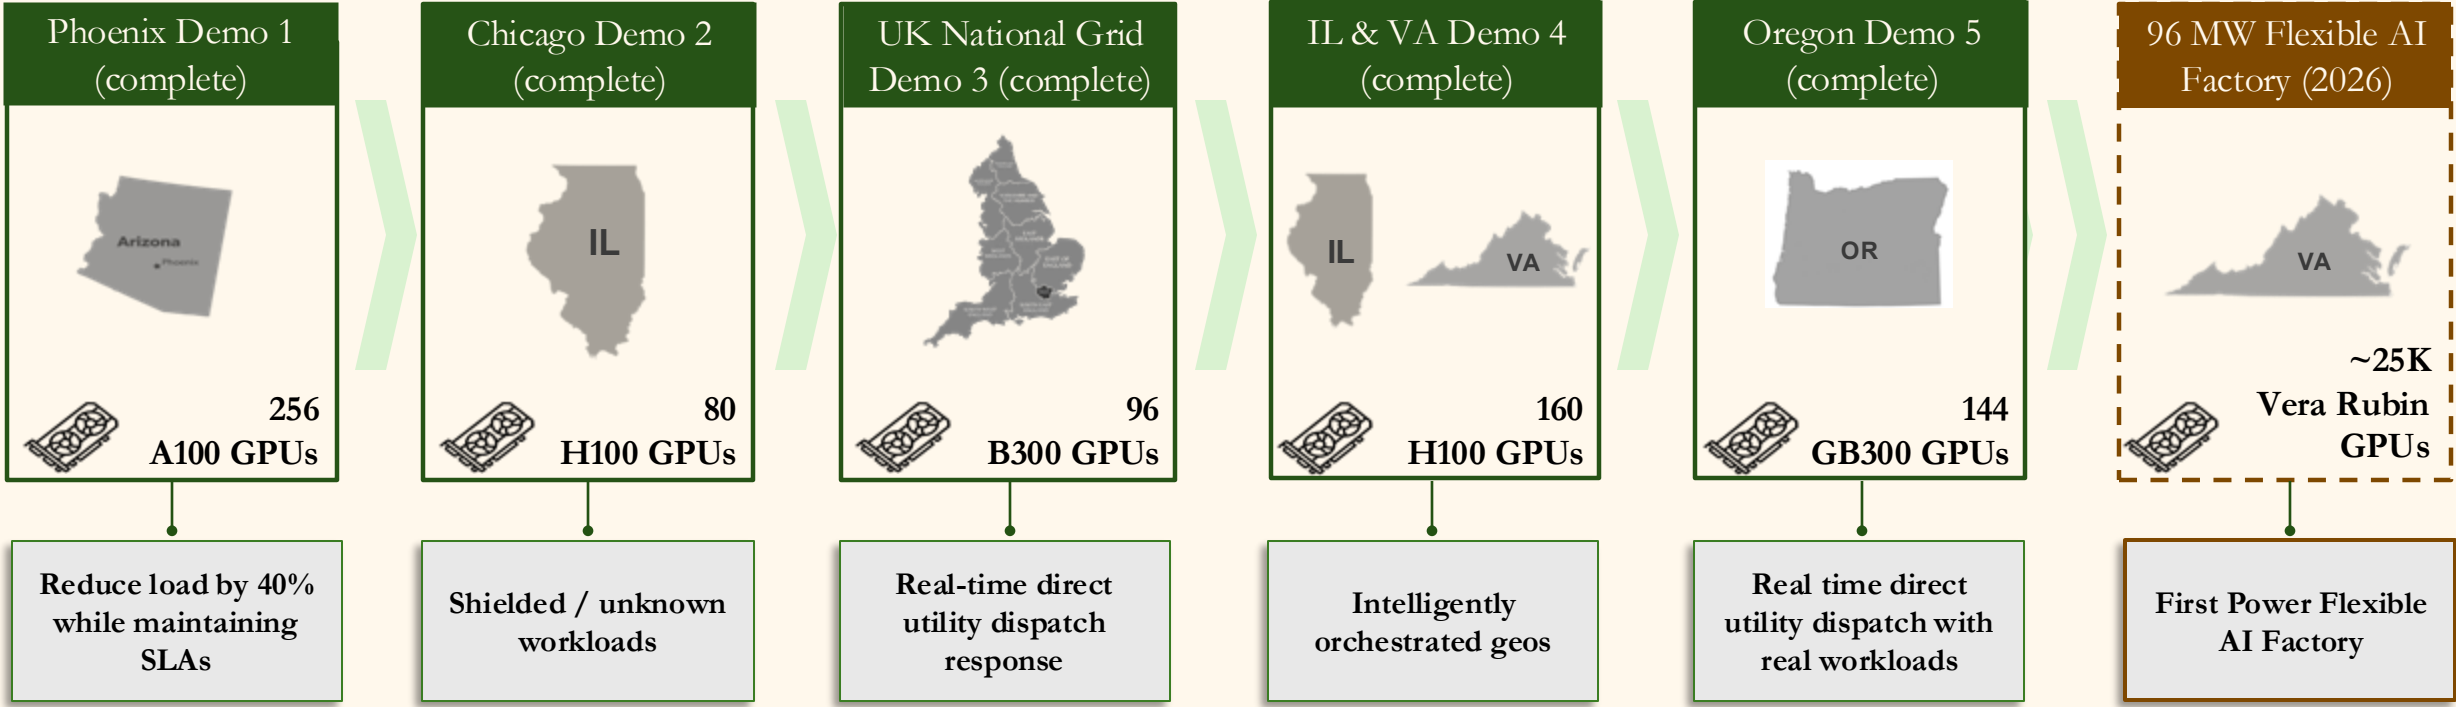 Phoenix Demo 1
(complete)
Arizona
Phoenix
256
A100 GPUs
Reduce load by 40%
while maintaining
SLAs
Chicago Demo 2
(complete)
IL
80
H100 GPUs
Shielded / unknown
workloads
UK National Grid
Demo 3 (complete)
96
B300 GPUs
Real-time direct
utility dispatch
response
IL & VA Demo 4
(complete)
IL
VA
160
H100 GPUs
Intelligently
orchestrated geos
Oregon Demo 5
(complete)
OR
144
GB300 GPUs
Real time direct
utility dispatch with
real workloads
96 MW Flexible AI
Factory (2026)
VA
~25K
Vera Rubin
GPUs
First Power Flexible
AI Factory